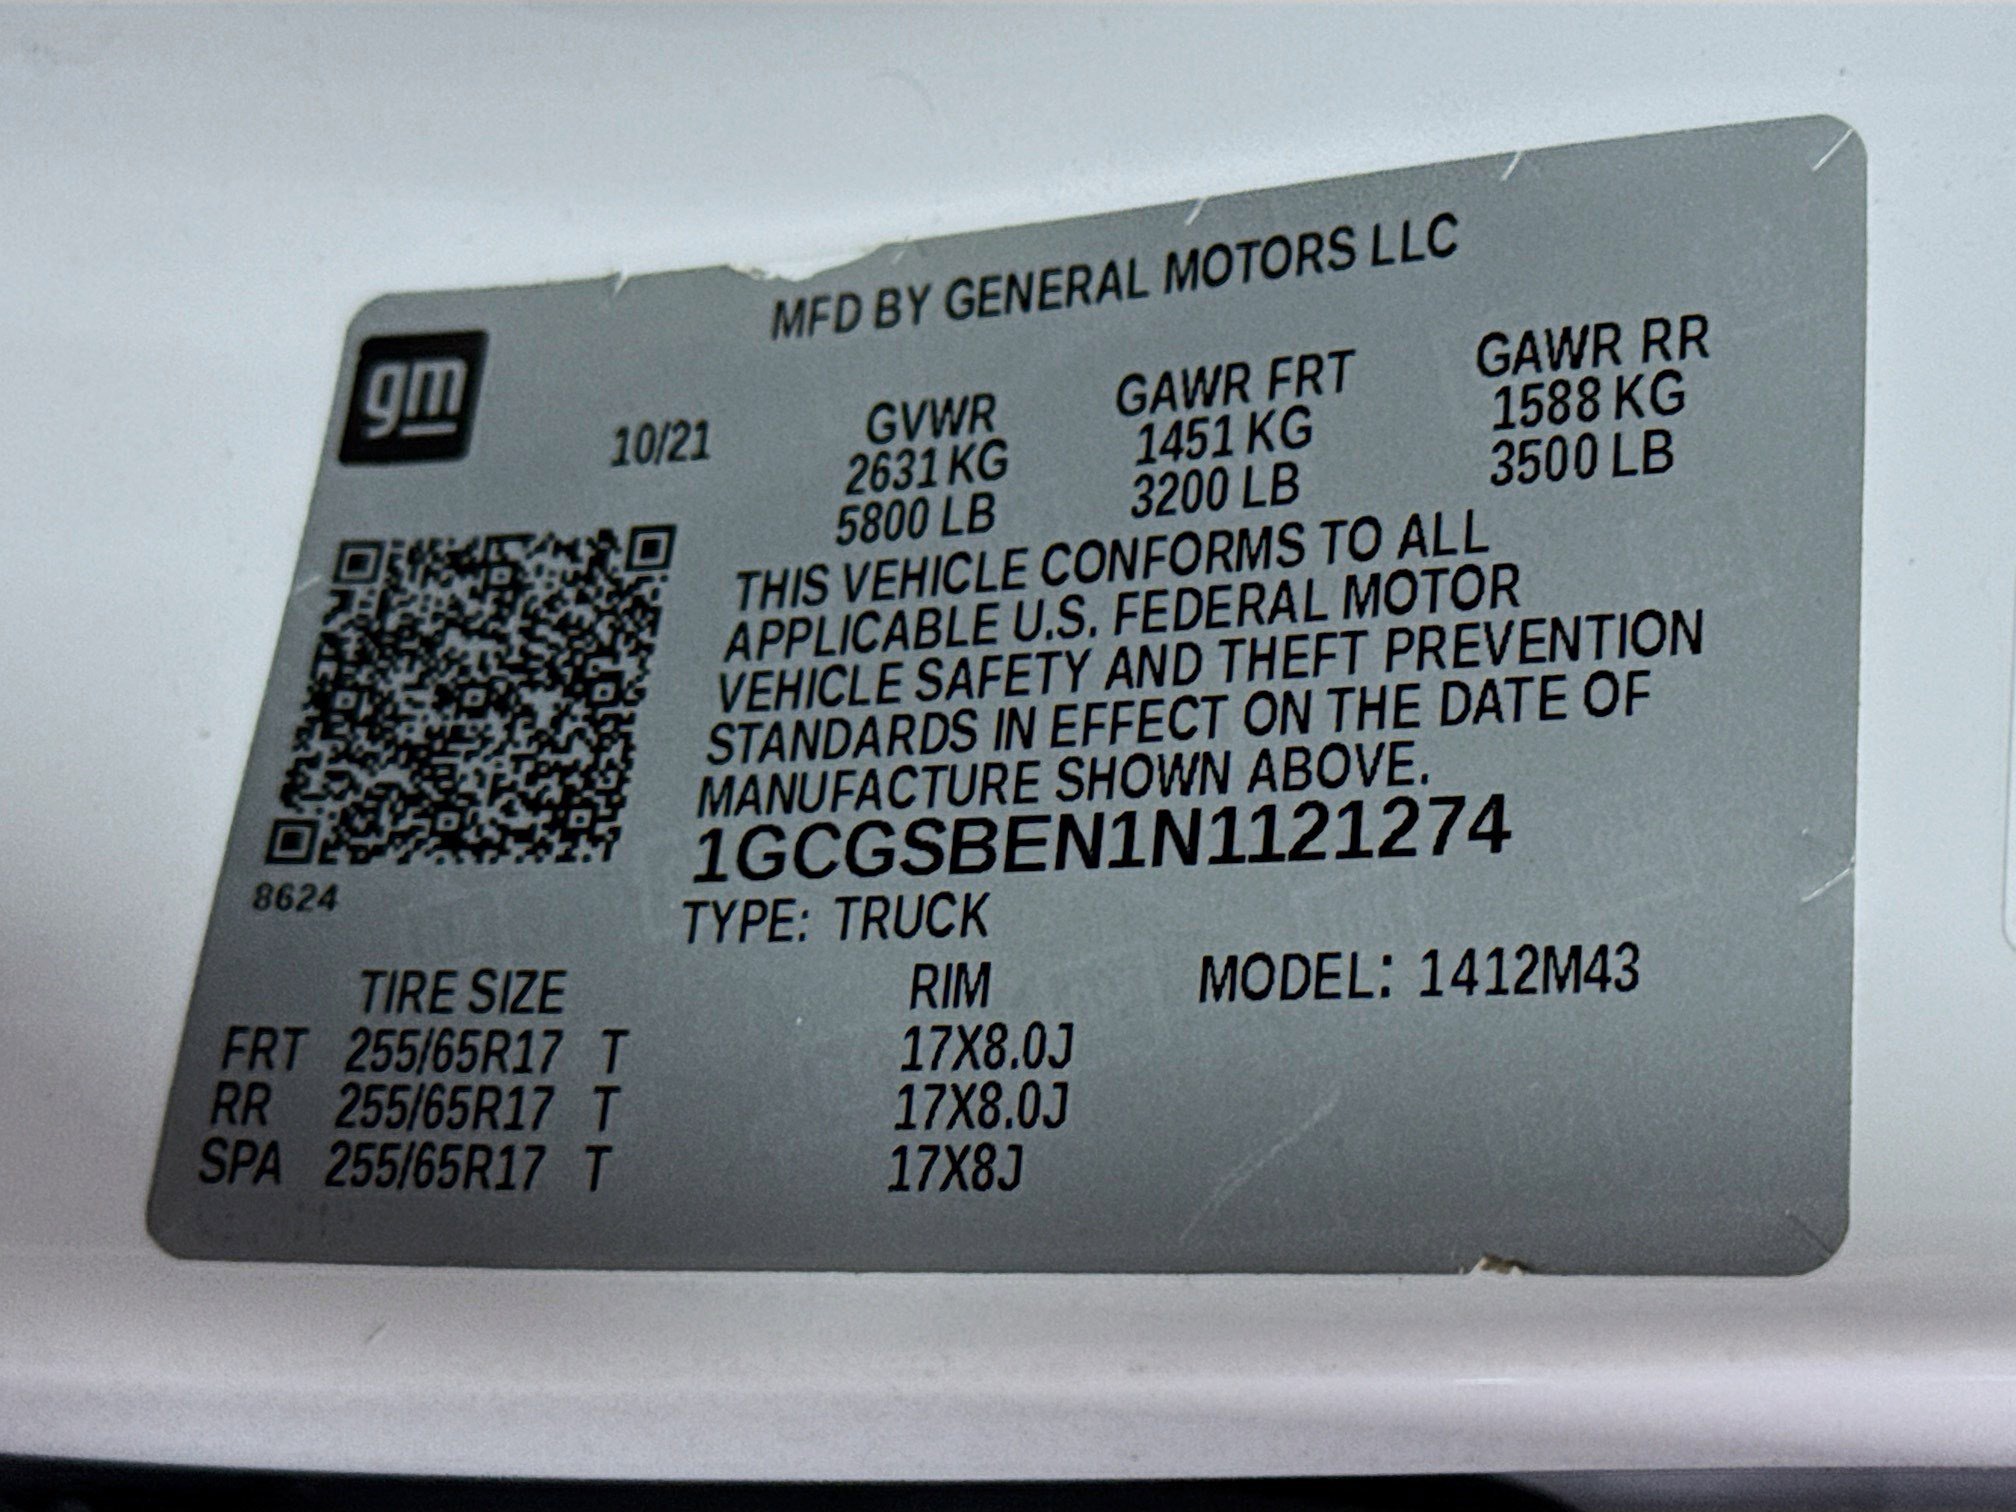 MFD BY GENERAL MOTORS LLC
gm
10/21
GVWR GAWR FRT GAWR RR
2631 KG 1451 KG 1588 KG
5800 LB 3200 LB 3500 LB
THIS VEHICLE CONFORMS TO ALL
APPLICABLE U.S. FEDERAL MOTOR
VEHICLE SAFETY AND THEFT PREVENTION
STANDARDS IN EFFECT ON THE DATE OF
MANUFACTURE SHOWN ABOVE.
1GCGSBEN1N1121274
8624
TYPE: TRUCK
TIRE SIZE RIM MODEL: 1412M43
FRT 255/65R17 T 17X8.0J
RR 255/65R17 T 17X8.0J
SPA 255/65R17 T 17X8J